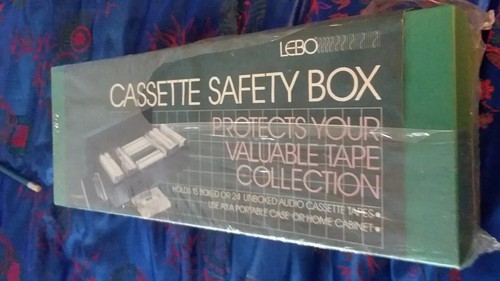 LEBO
CASSETTE SAFETY BOX
PROTECTS YOUR
VALUABLE TAPE
COLLECTION
HOLDS 15 BOXED OR 24 UNBOXED AUDIO CASSETTE TAPES •
USE AS A PORTABLE CASE OR HOME CABINET •